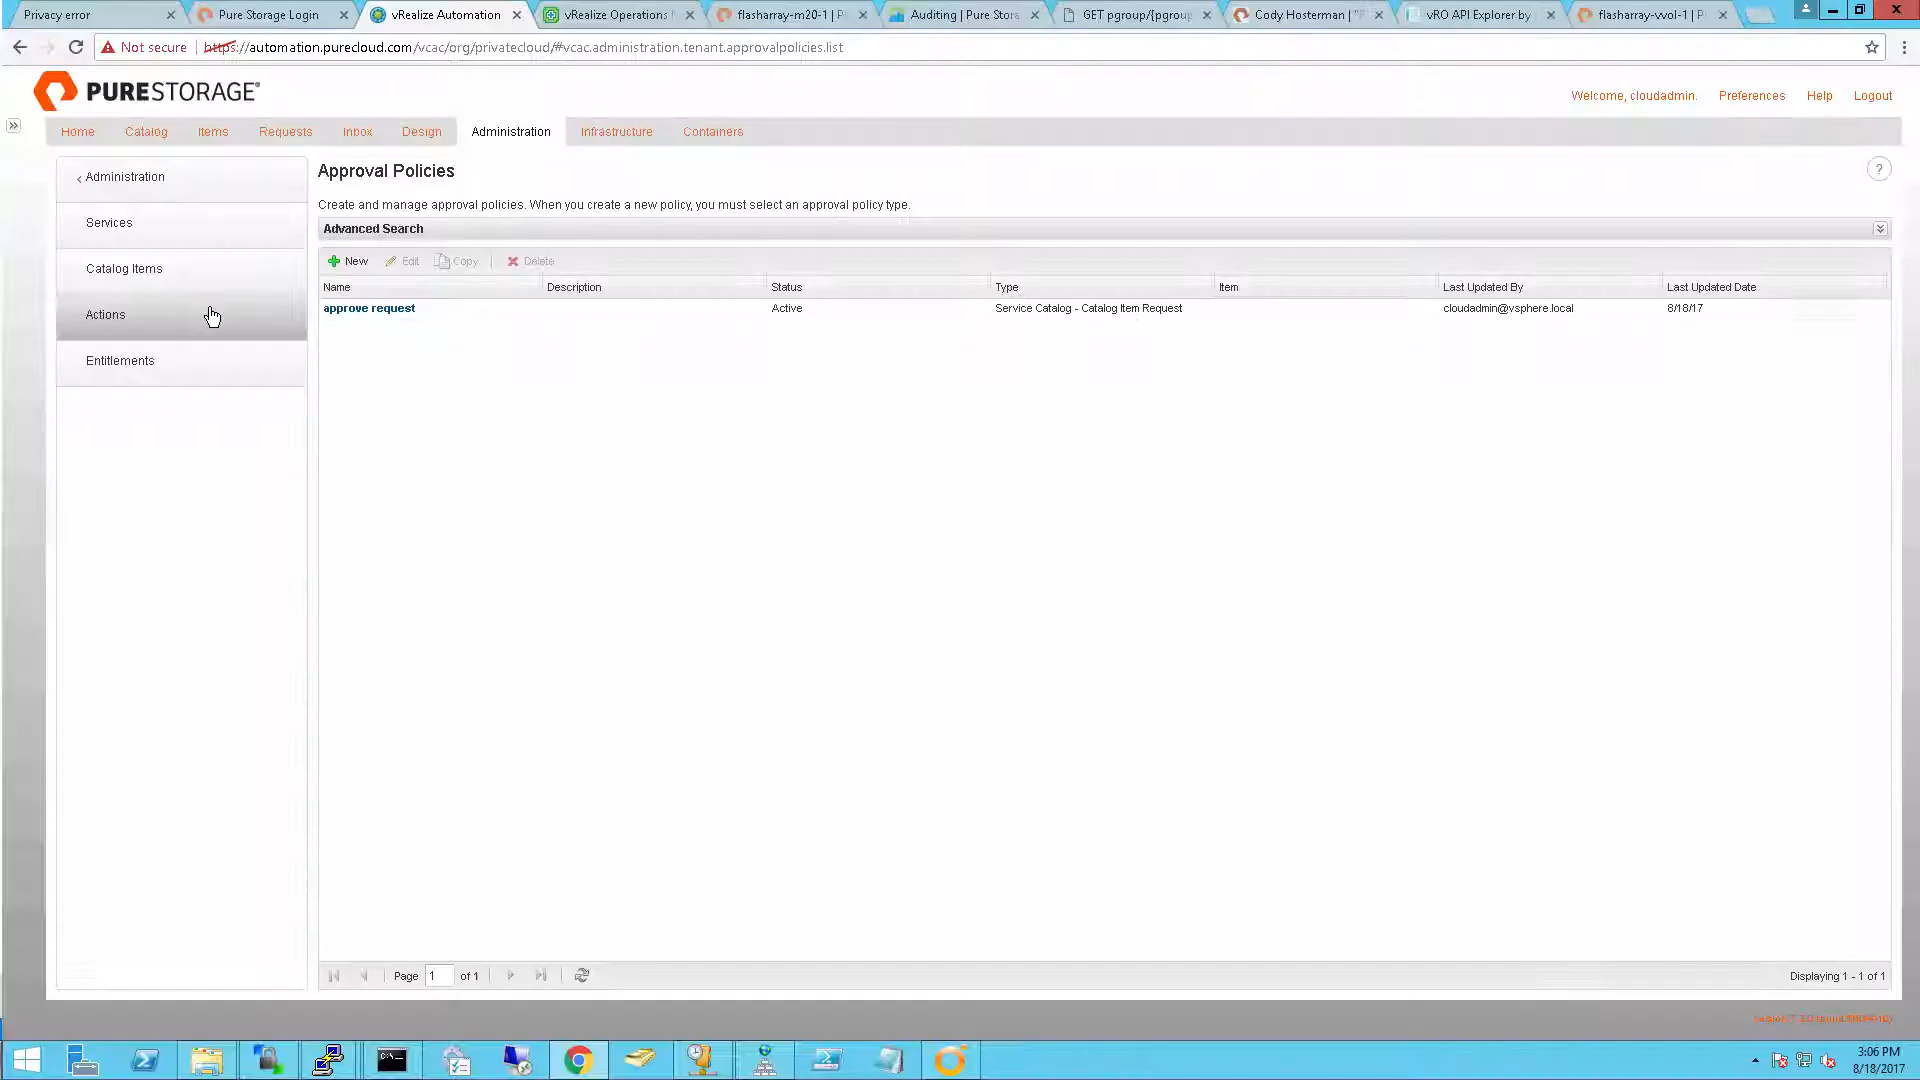 Privacy error
Pure Storage Login
vRealize Automation
vRealize Operations
flasharray-m20-1 | P
Auditing | Pure Stora
GET pgroup/{pgroup
Cody Hosterman | "
vRO API Explorer by
flasharray-vvol-1 | P
Not secure
https://automation.purecloud.com/vcac/org/privatecloud/#vcac.administration.tenant.approvalpolicies.list
PURESTORAGE®
Welcome, cloudadmin.
Preferences
Help
Logout
Home
Catalog
Items
Requests
Inbox
Design
Administration
Infrastructure
Containers
Administration
Services
Catalog Items
Actions
Entitlements
Approval Policies
?
Create and manage approval policies. When you create a new policy, you must select an approval policy type.
Advanced Search
New
Edit
Copy
Delete
Name
Description
Status
Type
Item
Last Updated By
Last Updated Date
approve request
Active
Service Catalog - Catalog Item Request
cloudadmin@vsphere.local
8/18/17
Page 1 of 1
Displaying 1 - 1 of 1
3:06 PM
8/18/2017